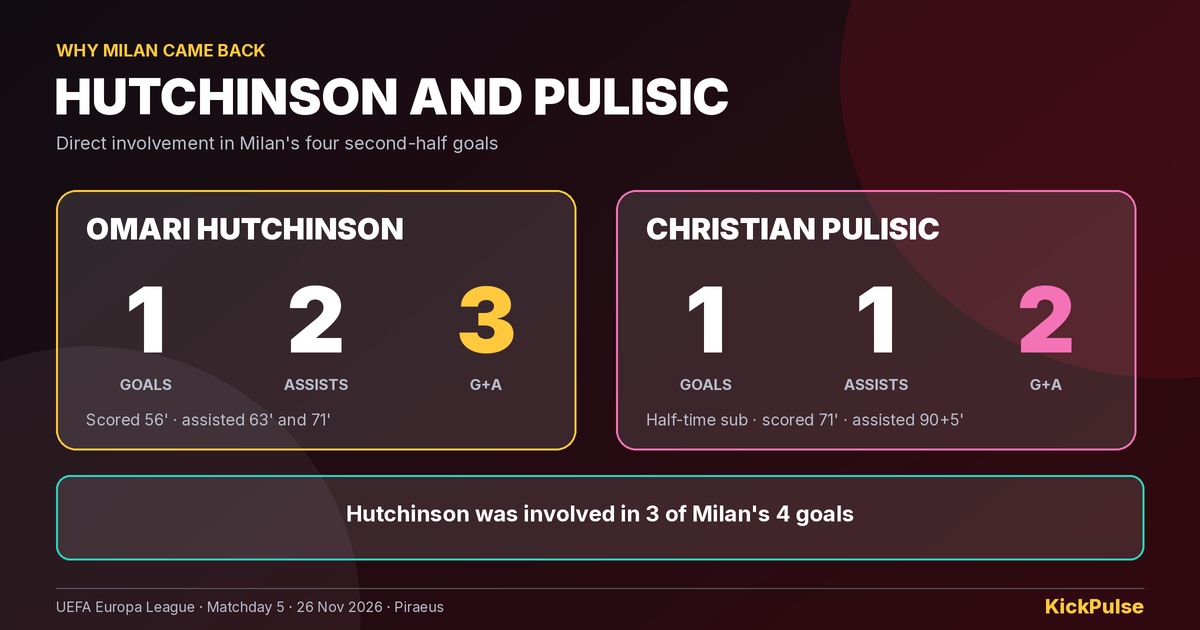 WHY MILAN CAME BACK
HUTCHINSON AND PULISIC
Direct involvement in Milan's four second-half goals
OMARI HUTCHINSON
1 2 3
GOALS ASSISTS G+A
Scored 56' · assisted 63' and 71'
CHRISTIAN PULISIC
1 1 2
GOALS ASSISTS G+A
Half-time sub · scored 71' · assisted 90+5'
Hutchinson was involved in 3 of Milan's 4 goals
UEFA Europa League · Matchday 5 · 26 Nov 2026 · Piraeus
KickPulse